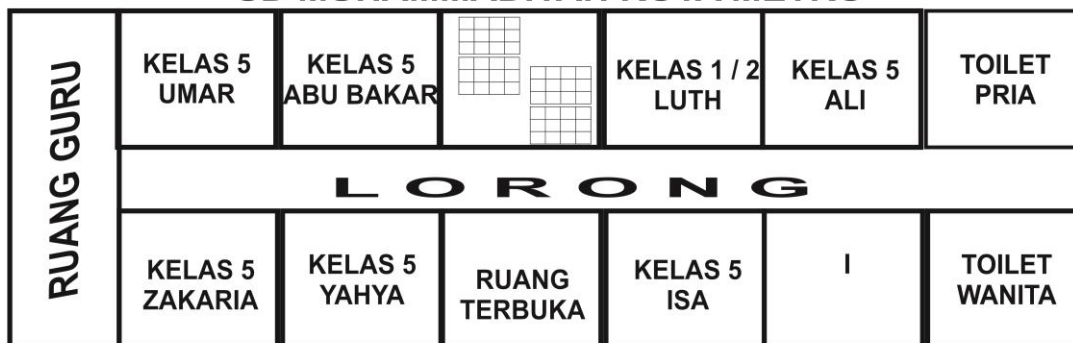 RUANG GURU
KELAS 5
UMAR
KELAS 5
ABU BAKAR
KELAS 1 / 2
LUTH
KELAS 5
ALI
TOILET
PRIA
LORONG
KELAS 5
ZAKARIA
KELAS 5
YAHYA
RUANG
TERBUKA
KELAS 5
ISA
I
TOILET
WANITA